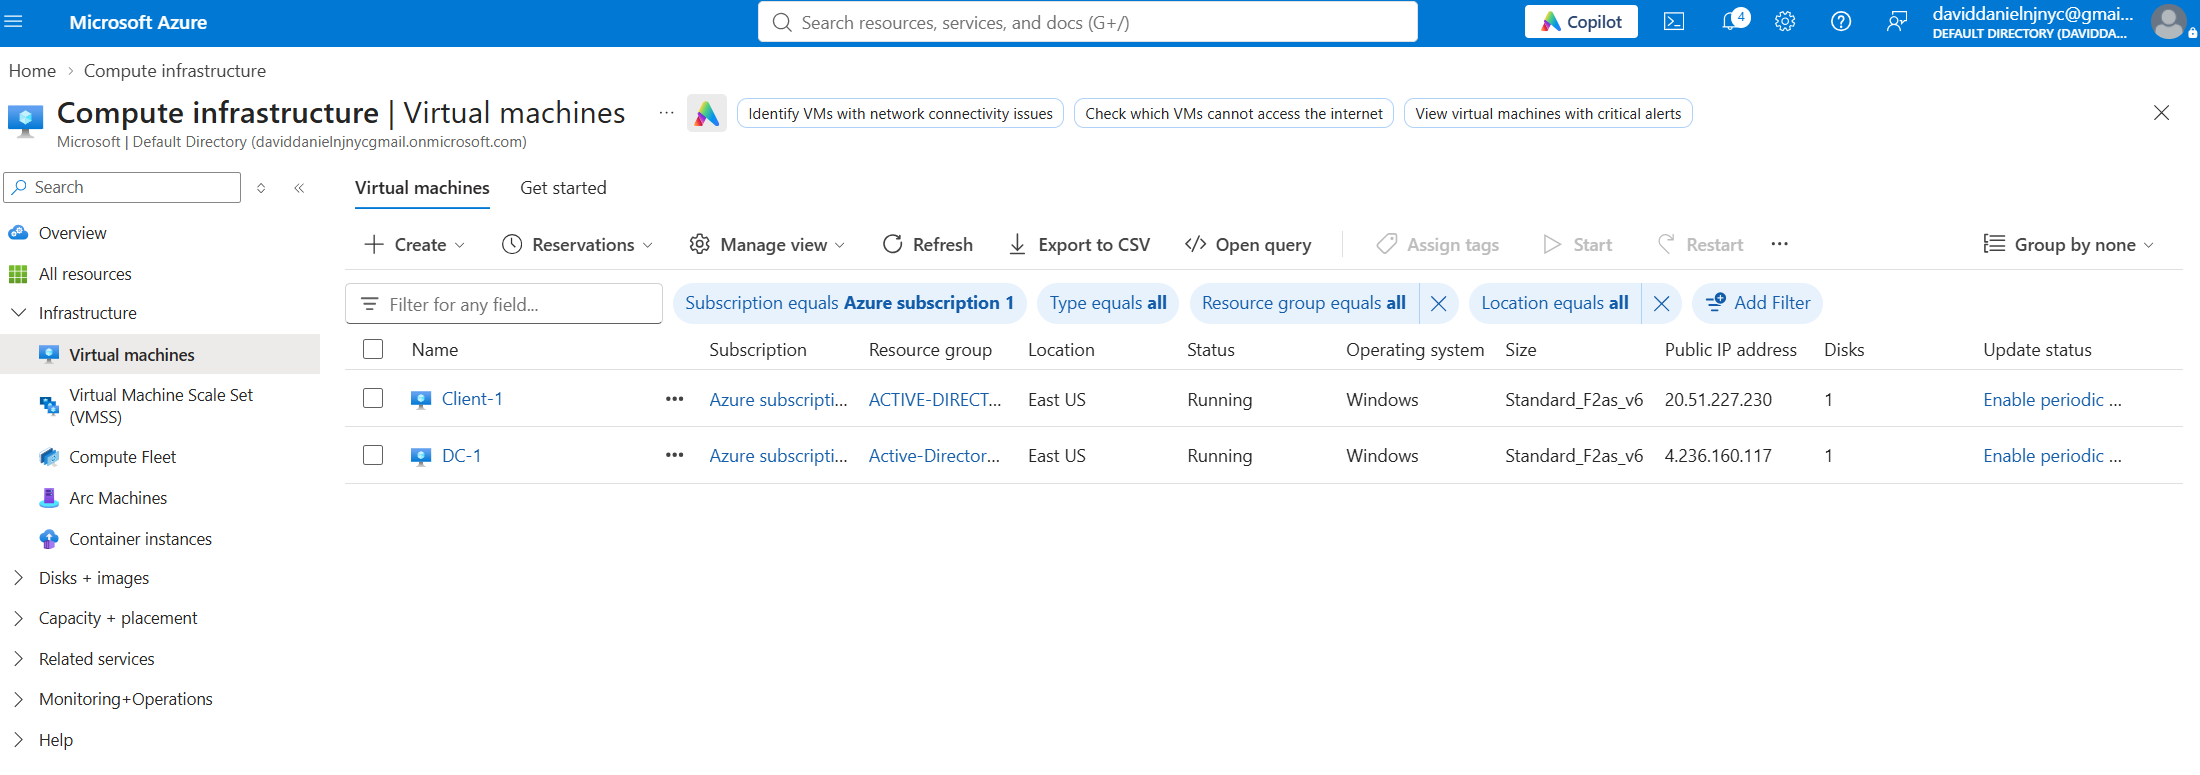 Microsoft Azure
Search resources, services, and docs (G+/)
Copilot
4
daviddanielnjnyc@gmai...
DEFAULT DIRECTORY (DAVIDDA...
Home > Compute infrastructure
Compute infrastructure | Virtual machines
Microsoft | Default Directory (daviddanielnjnycgmail.onmicrosoft.com)
Identify VMs with network connectivity issues
Check which VMs cannot access the internet
View virtual machines with critical alerts
Search
Overview
All resources
Infrastructure
Virtual machines
Virtual Machine Scale Set
(VMSS)
Compute Fleet
Arc Machines
Container instances
Disks + images
Capacity + placement
Related services
Monitoring+Operations
Help
Virtual machines Get started
Create Reservations Manage view Refresh Export to CSV Open query Assign tags Start Restart ... Group by none
Filter for any field... Subscription equals Azure subscription 1 Type equals all Resource group equals all Location equals all Add Filter
Name Subscription Resource group Location Status Operating system Size Public IP address Disks Update status
Client-1 ... Azure subscripti... ACTIVE-DIRECT... East US Running Windows Standard_F2as_v6 20.51.227.230 1 Enable periodic ...
DC-1 ... Azure subscripti... Active-Director... East US Running Windows Standard_F2as_v6 4.236.160.117 1 Enable periodic ...